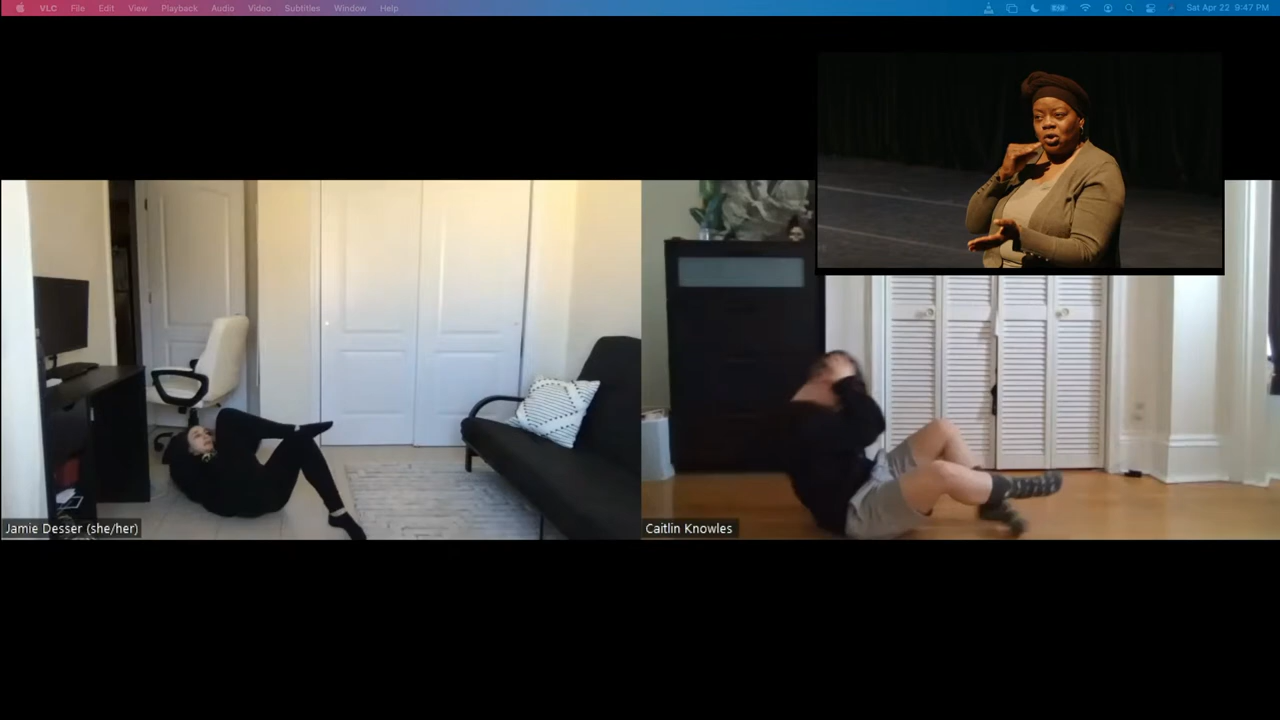 VLC File Edit View Playback Audio Video Subtitles Window Help Sat Apr 22 9:47 PM
Jamie Desser (she/her)
Caitlin Knowles